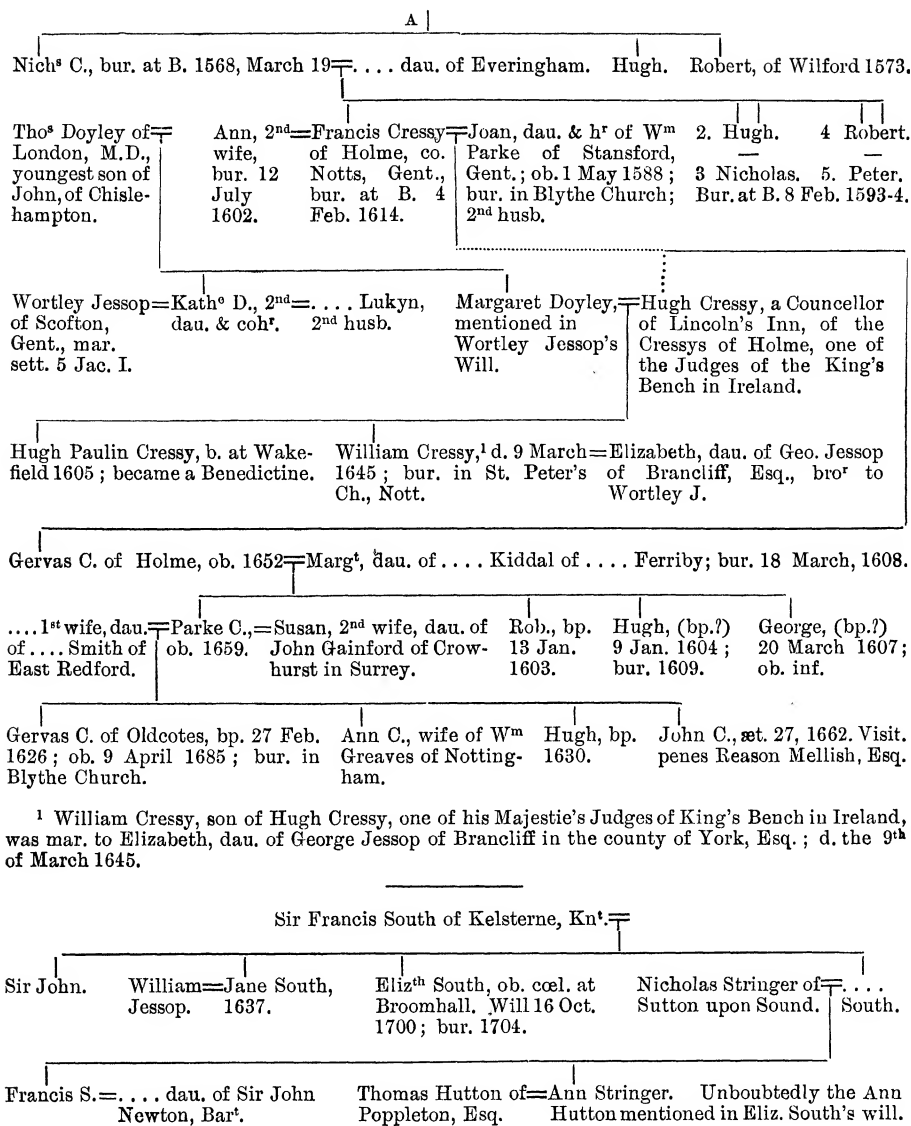 A
Nichˢ C., bur. at B. 1568, March 19 .... dau. of Everingham. Hugh. Robert, of Wilford 1573.
Thoˢ Doyley of
London, M.D.,
youngest son of
John, of Chisle-
hampton.
Ann, 2ⁿᵈ=
wife,
bur. 12
July
1602.
Francis Cressy
of Holme, co.
Notts, Gent.,
bur. at B. 4
Feb. 1614.
Joan, dau. & hʳ of Wᵐ
Parke of Stansford,
Gent.; ob. 1 May 1588;
bur. in Blythe Church;
2ⁿᵈ husb.
2. Hugh. 4 Robert.
— —
3 Nicholas. 5. Peter.
Bur. at B. 8 Feb. 1593-4.
Wortley Jessop=
of Scofton,
Gent., mar.
sett. 5 Jac. I.
Kathᵉ D., 2ⁿᵈ=
dau. & cohʳ.
.... Lukyn,
2ⁿᵈ husb.
Margaret Doyley,
mentioned in
Wortley Jessop's
Will.
Hugh Cressy, a Councellor
of Lincoln's Inn, of the
Cressys of Holme, one of
the Judges of the King's
Bench in Ireland.
Hugh Paulin Cressy, b. at Wake-
field 1605; became a Benedictine.
William Cressy,¹ d. 9 March=
1645; bur. in St. Peter's
Ch., Nott.
Elizabeth, dau. of Geo. Jessop
of Brancliff, Esq., broʳ to
Wortley J.
Gervas C. of Holme, ob. 1652 Margᵗ, dau. of .... Kiddal of .... Ferriby; bur. 18 March, 1608.
.... 1ˢᵗ wife, dau.
of .... Smith of
East Redford.
Parke C.,=
ob. 1659.
Susan, 2ⁿᵈ wife, dau. of
John Gainford of Crow-
hurst in Surrey.
Rob., bp.
13 Jan.
1603.
Hugh, (bp.?)
9 Jan. 1604;
bur. 1609.
George, (bp.?)
20 March 1607;
ob. inf.
Gervas C. of Oldcotes, bp. 27 Feb.
1626; ob. 9 April 1685; bur. in
Blythe Church.
Ann C., wife of Wᵐ
Greaves of Notting-
ham.
Hugh, bp.
1630.
John C., æt. 27, 1662. Visit.
penes Reason Mellish, Esq.
¹ William Cressy, son of Hugh Cressy, one of his Majestie's Judges of King's Bench in Ireland,
was mar. to Elizabeth, dau. of George Jessop of Brancliff in the county of York, Esq.; d. the 9ᵗʰ
of March 1645.
Sir Francis South of Kelsterne, Knᵗ.
Sir John.
William=
Jessop.
Jane South,
1637.
Elizᵗʰ South, ob. cœl. at
Broomhall. Will 16 Oct.
1700; bur. 1704.
Nicholas Stringer of
Sutton upon Sound.
....
South.
Francis S.=.... dau. of Sir John
Newton, Barᵗ.
Thomas Hutton of=
Poppleton, Esq.
Ann Stringer. Unboubtedly the Ann
Hutton mentioned in Eliz. South's will.